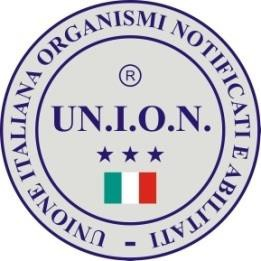 UNIONE ITALIANA ORGANISMI NOTIFICATI E ABILITATI -
®
UN.I.O.N.